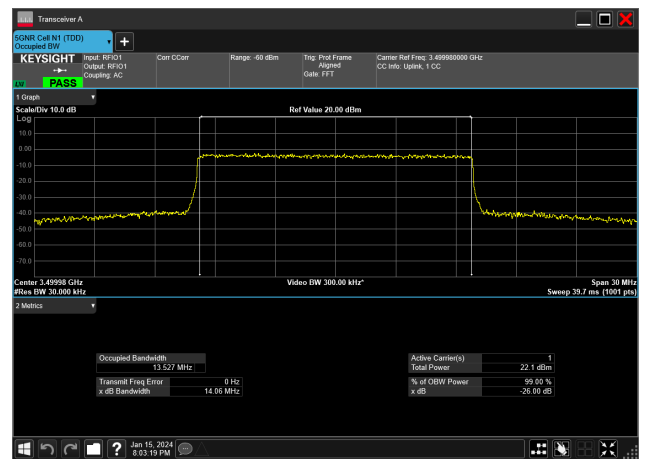 Transceiver A
5GNR Cell N1 (TDD)
Occupied BW
KEYSIGHT
LIU
PASS
Input: RFIO1
Output: RFIO1
Coupling: AC
Corr CCorr
Range: -60 dBm
Trig: Prot Frame
Aligned
Gate: FFT
Carrier Ref Freq: 3.499980000 GHz
CC Info: Uplink, 1 CC
1 Graph
Scale/Div 10.0 dB
Ref Value 20.00 dBm
Log
10.0
0.00
-10.0
-20.0
-30.0
-40.0
-50.0
-60.0
-70.0
Center 3.49998 GHz
Video BW 300.00 kHz*
Span 30 MHz
#Res BW 30.000 kHz
Sweep 39.7 ms (1001 pts)
2 Metrics
Occupied Bandwidth
13.527 MHz
Active Carrier(s) 1
Total Power 22.1 dBm
Transmit Freq Error 0 Hz
x dB Bandwidth 14.06 MHz
% of OBW Power 99.00 %
x dB -26.00 dB
?
Jan 15, 2024
8:03:19 PM